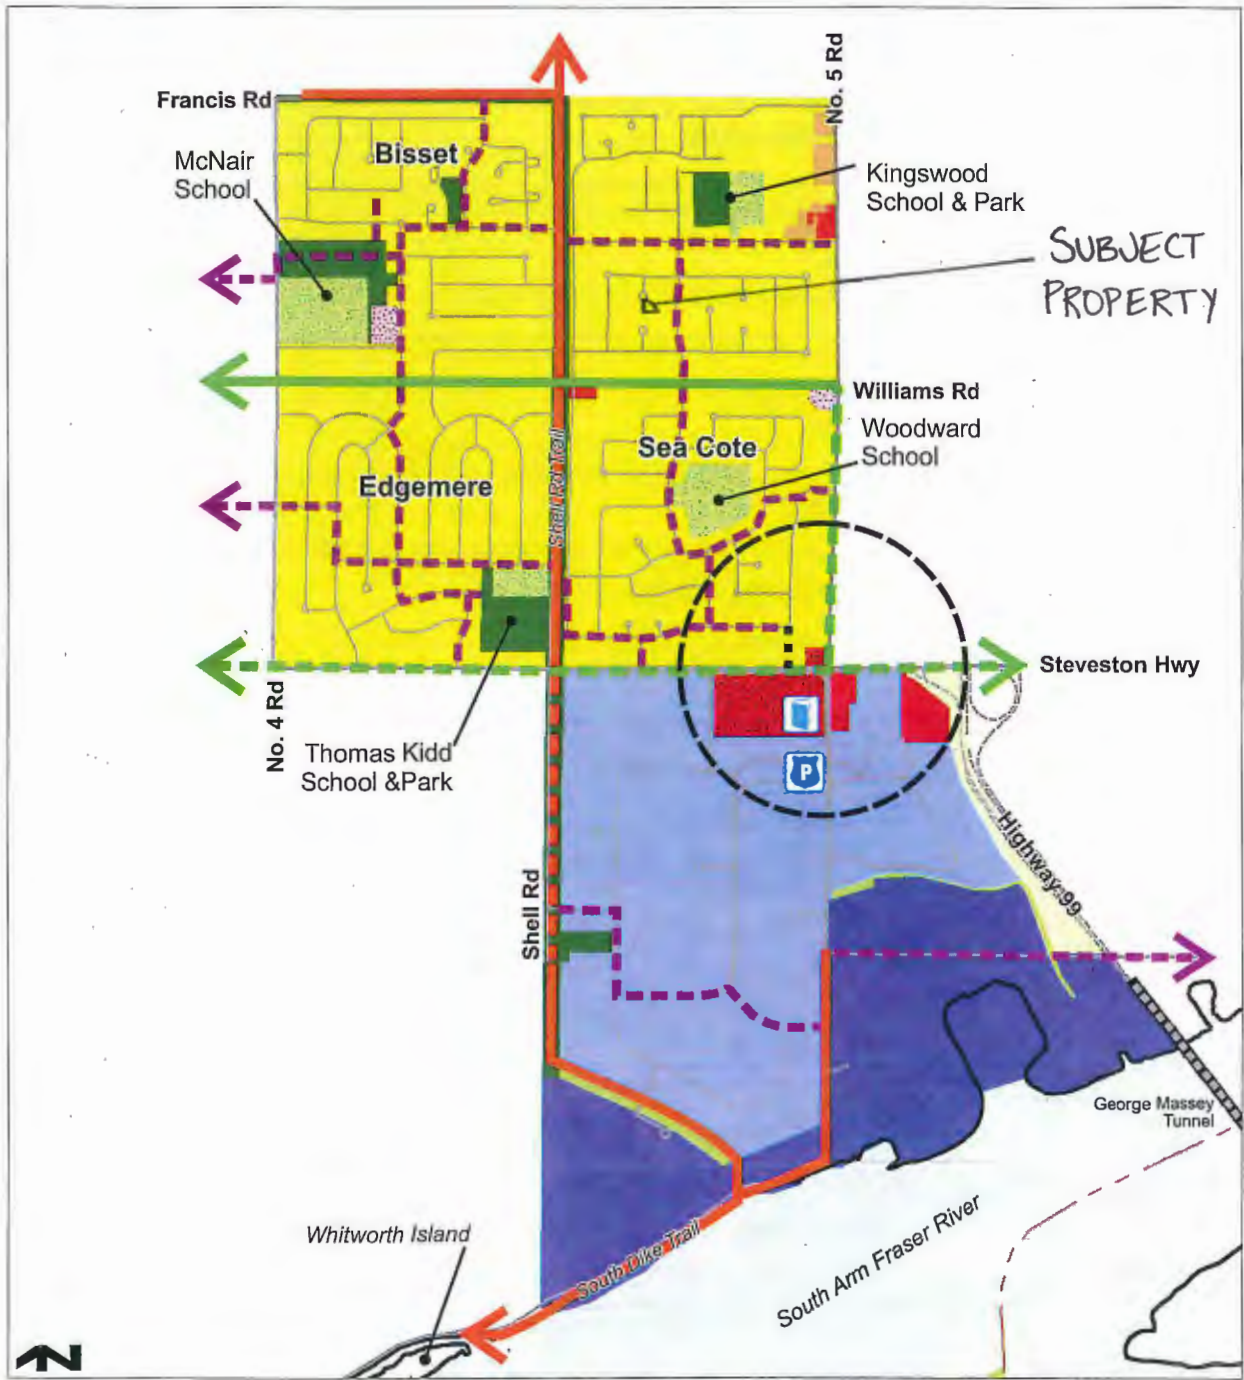 No. 5 Rd
Francis Rd
McNair
School
Bisset
Kingswood
School & Park
SUBJECT
PROPERTY
Williams Rd
Woodward
School
Sea Cote
Edgemere
Shell Rd Trail
Steveston Hwy
No. 4 Rd
Thomas Kidd
School &Park
P
Highway 99
Shell Rd
George Massey
Tunnel
Whitworth Island
South Dike Trail
South Arm Fraser River
N